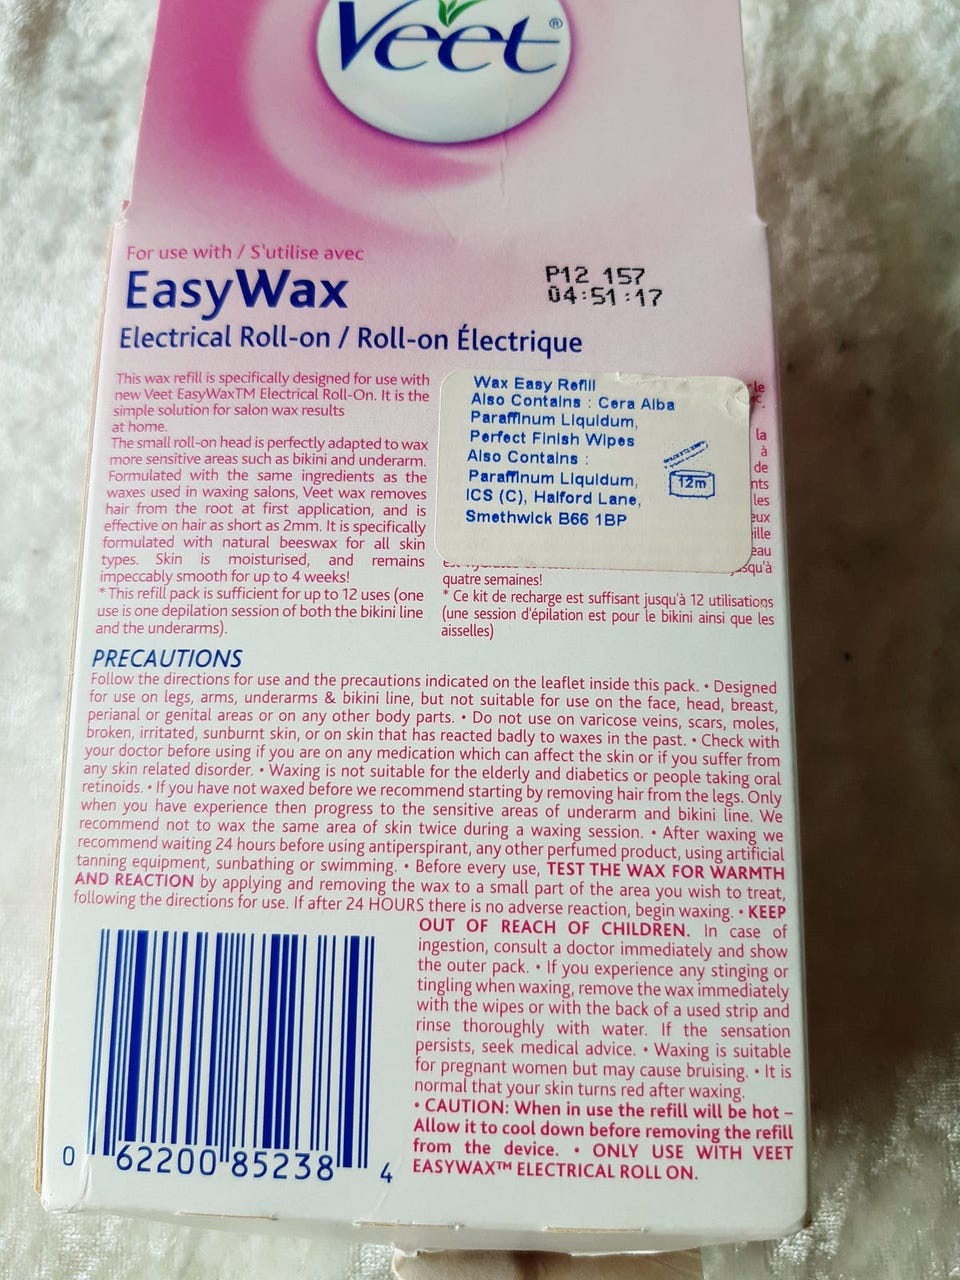 Veet®
For use with / S'utilise avec
EasyWax
P12 157
04:51:17
Electrical Roll-on / Roll-on Électrique
This wax refill is specifically designed for use with
new Veet EasyWaxTM Electrical Roll-On. It is the
simple solution for salon wax results
at home.
The small roll-on head is perfectly adapted to wax
more sensitive areas such as bikini and underarm.
Formulated with the same ingredients as the
waxes used in waxing salons, Veet wax removes
hair from the root at first application, and is
effective on hair as short as 2mm. It is specifically
formulated with natural beeswax for all skin
types. Skin is moisturised, and remains
impeccably smooth for up to 4 weeks!
* This refill pack is sufficient for up to 12 uses (one
use is one depilation session of both the bikini line
and the underarms).
Wax Easy Refill
Also Contains : Cera Alba
Paraffinum Liquidum,
Perfect Finish Wipes
Also Contains :
Paraffinum Liquidum,
ICS (C), Halford Lane,
Smethwick B66 1BP
12m
le
la
à
de
les
jusqu'à
quatre semaines!
* Ce kit de recharge est suffisant jusqu'à 12 utilisations
(une session d'épilation est pour le bikini ainsi que les
aisselles)
PRECAUTIONS
Follow the directions for use and the precautions indicated on the leaflet inside this pack. • Designed
for use on legs, arms, underarms & bikini line, but not suitable for use on the face, head, breast,
perianal or genital areas or on any other body parts. • Do not use on varicose veins, scars, moles,
broken, irritated, sunburnt skin, or on skin that has reacted badly to waxes in the past. • Check with
your doctor before using if you are on any medication which can affect the skin or if you suffer from
any skin related disorder. • Waxing is not suitable for the elderly and diabetics or people taking oral
retinoids. • If you have not waxed before we recommend starting by removing hair from the legs. Only
when you have experience then progress to the sensitive areas of underarm and bikini line. We
recommend not to wax the same area of skin twice during a waxing session. • After waxing we
recommend waiting 24 hours before using antiperspirant, any other perfumed product, using artificial
tanning equipment, sunbathing or swimming. • Before every use, TEST THE WAX FOR WARMTH
AND REACTION by applying and removing the wax to a small part of the area you wish to treat,
following the directions for use. If after 24 HOURS there is no adverse reaction, begin waxing. • KEEP
OUT OF REACH OF CHILDREN. In case of
ingestion, consult a doctor immediately and show
the outer pack. • If you experience any stinging or
tingling when waxing, remove the wax immediately
with the wipes or with the back of a used strip and
rinse thoroughly with water. If the sensation
persists, seek medical advice. • Waxing is suitable
for pregnant women but may cause bruising. • It is
normal that your skin turns red after waxing.
• CAUTION: When in use the refill will be hot –
Allow it to cool down before removing the refill
from the device. • ONLY USE WITH VEET
EASYWAX™ ELECTRICAL ROLL ON.
0 62200 85238 4